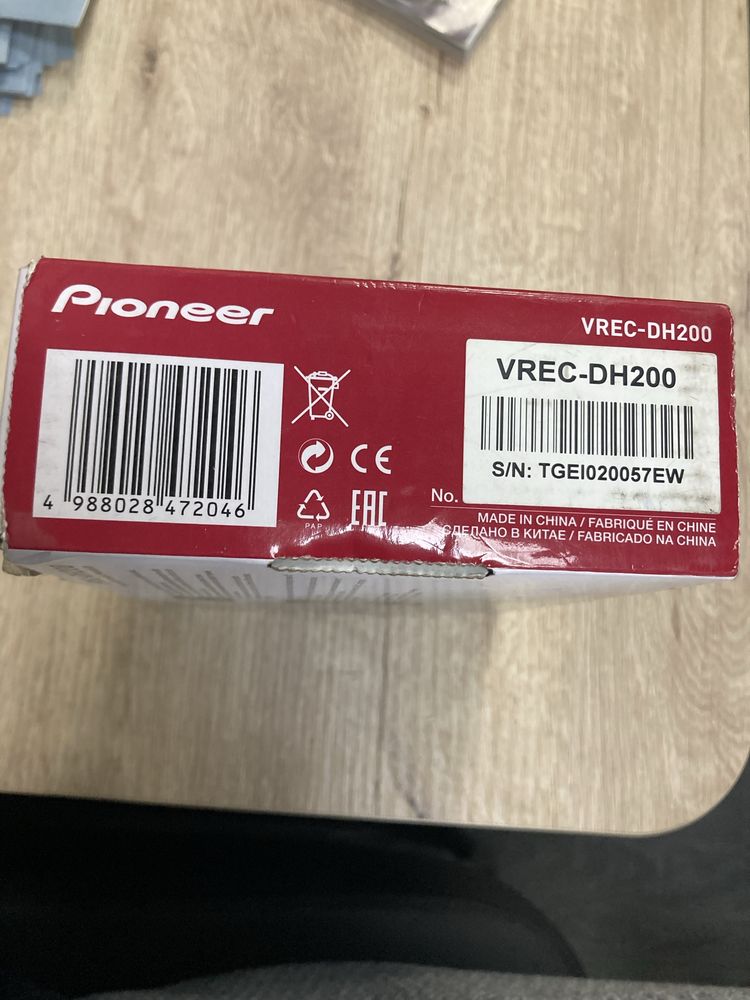 Pioneer
VREC-DH200
VREC-DH200
S/N: TGEI020057EW
4 988028 472046
CE
PAP
EAC
No.
MADE IN CHINA / FABRIQUÉ EN CHINE
СДЕЛАНО В КИТАЕ / FABRICADO NA CHINA